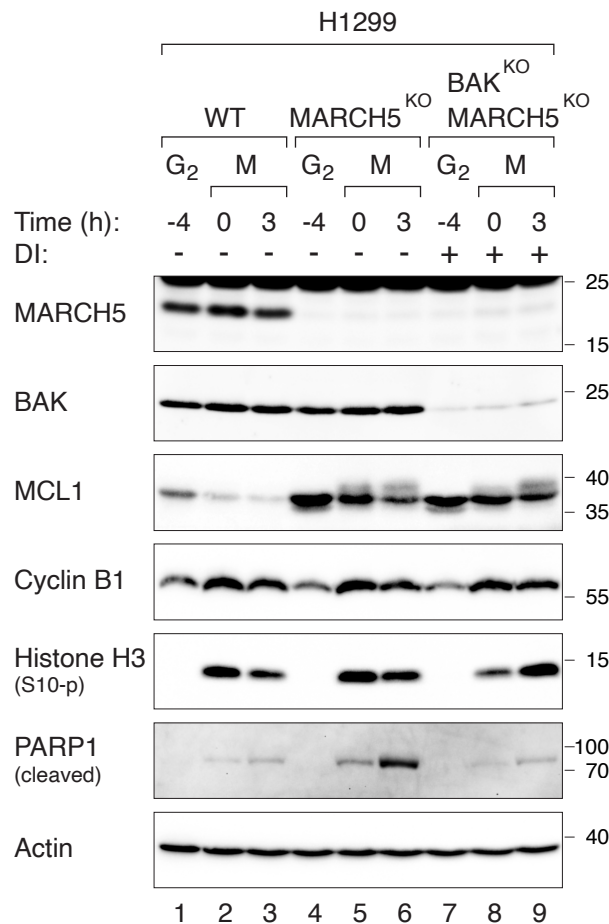 H1299
BAK KO
WT MARCH5 KO MARCH5 KO
G2 M G2 M G2 M
Time (h): -4 0 3 -4 0 3 -4 0 3
DI: - - - - - - + + +
MARCH5 25 15
BAK 25
MCL1 40 35
Cyclin B1 55
Histone H3 15
(S10-p)
PARP1 100
(cleaved) 70
Actin 40
1 2 3 4 5 6 7 8 9